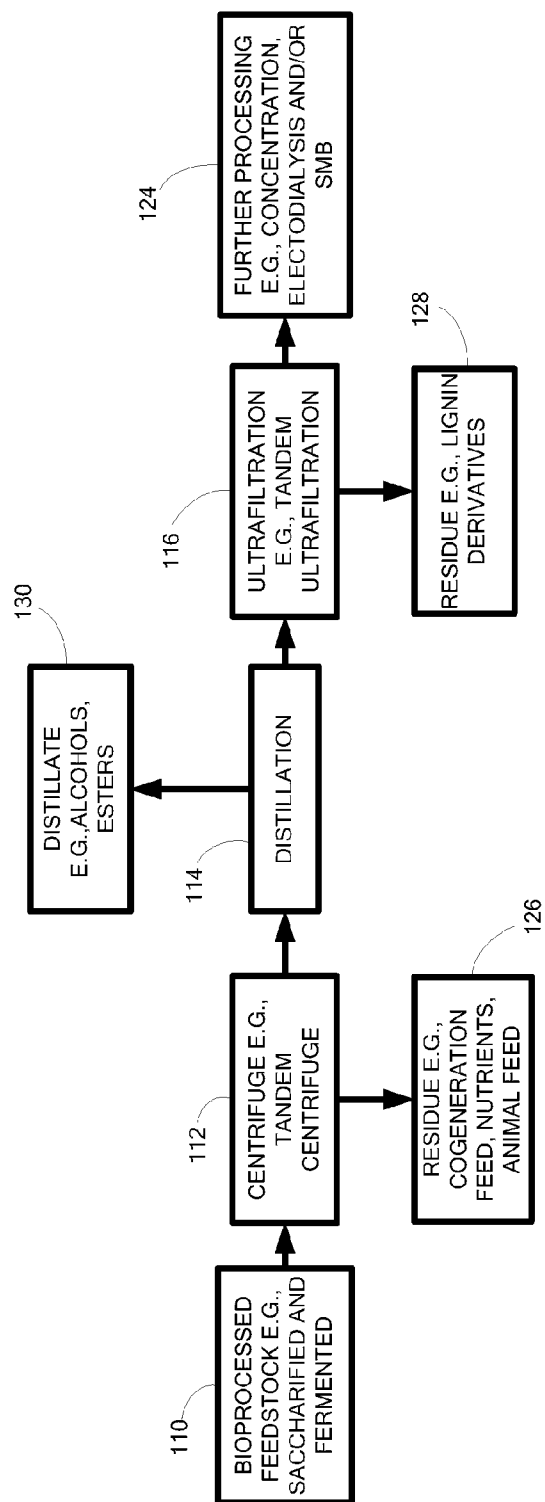 110
BIOPROCESSED
FEEDSTOCK E.G.,
SACCHARIFIED AND
FERMENTED
112
CENTRIFUGE E.G.,
TANDEM
CENTRIFUGE
126
RESIDUE E.G.,
COGENERATION
FEED, NUTRIENTS,
ANIMAL FEED
114
DISTILLATION
130
DISTILLATE
E.G.,ALCOHOLS,
ESTERS
116
ULTRAFILTRATION
E.G., TANDEM
ULTRAFILTRATION
128
RESIDUE E.G., LIGNIN
DERIVATIVES
124
FURTHER PROCESSING
E.G., CONCENTRATION,
ELECTODIALYSIS AND/OR
SMB